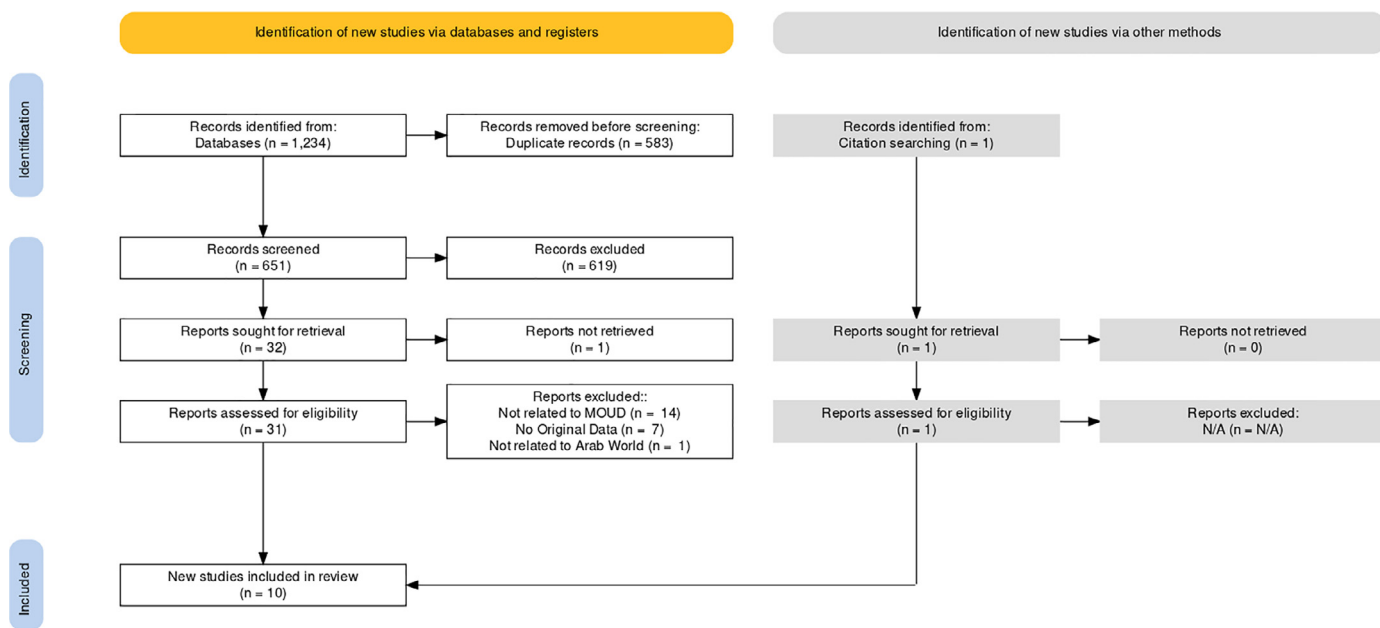 Identification of new studies via databases and registers
Identification of new studies via other methods
Identification
Records identified from:
Databases (n = 1,234)
Records removed before screening:
Duplicate records (n = 583)
Records identified from:
Citation searching (n = 1)
Screening
Records screened
(n = 651)
Records excluded
(n = 619)
Reports sought for retrieval
(n = 32)
Reports not retrieved
(n = 1)
Reports sought for retrieval
(n = 1)
Reports not retrieved
(n = 0)
Reports assessed for eligibility
(n = 31)
Reports excluded::
Not related to MOUD (n = 14)
No Original Data (n = 7)
Not related to Arab World (n = 1)
Reports assessed for eligibility
(n = 1)
Reports excluded:
N/A (n = N/A)
Included
New studies included in review
(n = 10)